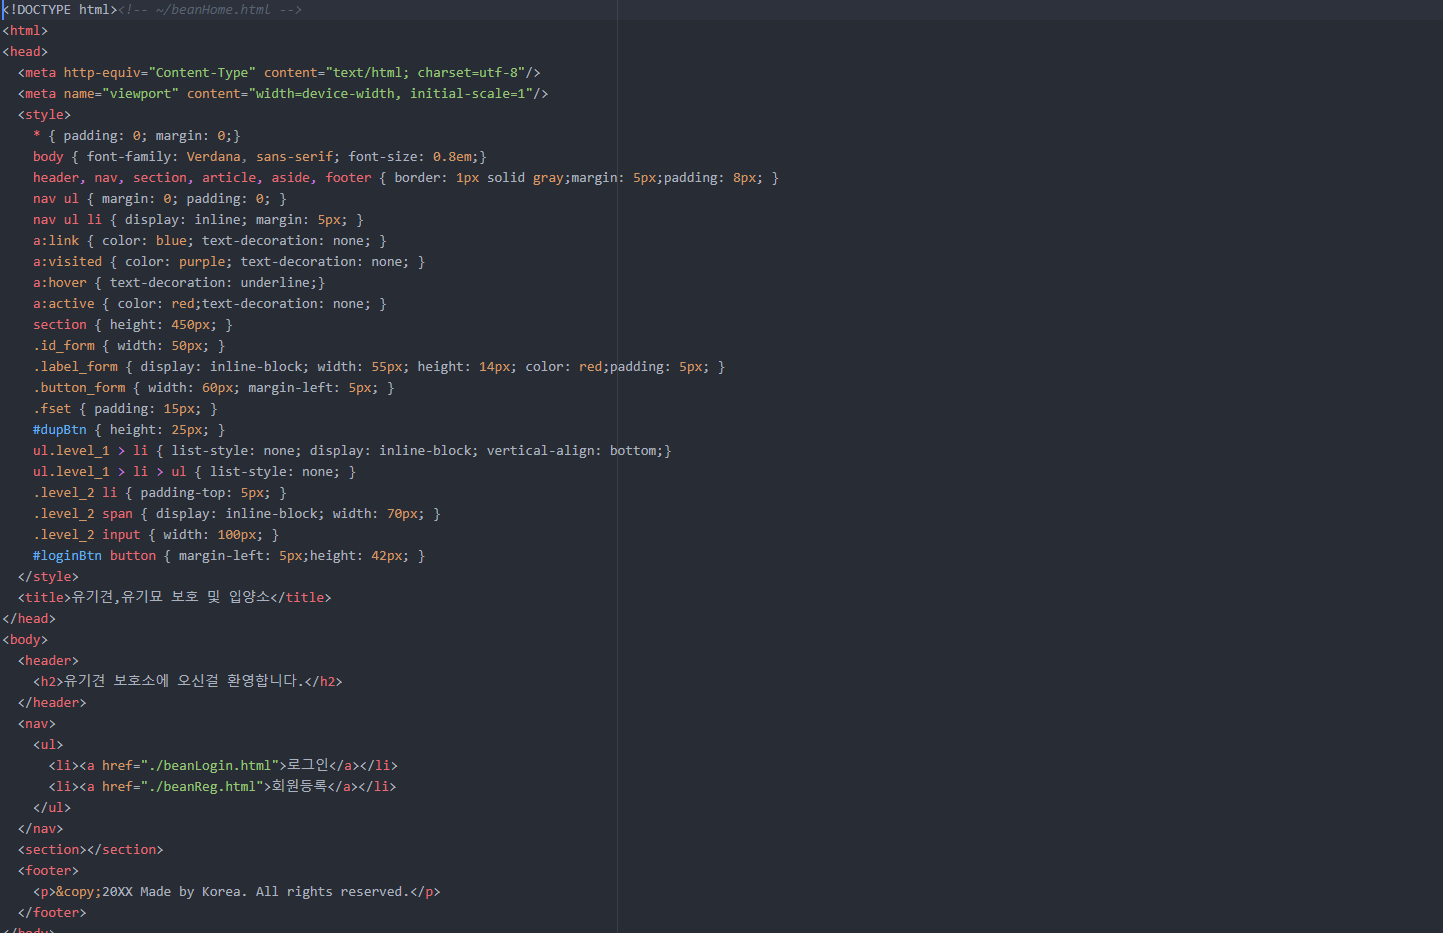 <!DOCTYPE html><!-- ~/beanHome.html -->
<html>
<head>
  <meta http-equiv="Content-Type" content="text/html; charset=utf-8"/>
  <meta name="viewport" content="width=device-width, initial-scale=1"/>
  <style>
    * { padding: 0; margin: 0;}
    body { font-family: Verdana, sans-serif; font-size: 0.8em;}
    header, nav, section, article, aside, footer { border: 1px solid gray;margin: 5px;padding: 8px; }
    nav ul { margin: 0; padding: 0; }
    nav ul li { display: inline; margin: 5px; }
    a:link { color: blue; text-decoration: none; }
    a:visited { color: purple; text-decoration: none; }
    a:hover { text-decoration: underline;}
    a:active { color: red;text-decoration: none; }
    section { height: 450px; }
    .id_form { width: 50px; }
    .label_form { display: inline-block; width: 55px; height: 14px; color: red;padding: 5px; }
    .button_form { width: 60px; margin-left: 5px; }
    .fset { padding: 15px; }
    #dupBtn { height: 25px; }
    ul.level_1 > li { list-style: none; display: inline-block; vertical-align: bottom;}
    ul.level_1 > li > ul { list-style: none; }
    .level_2 li { padding-top: 5px; }
    .level_2 span { display: inline-block; width: 70px; }
    .level_2 input { width: 100px; }
    #loginBtn button { margin-left: 5px;height: 42px; }
  </style>
  <title>유기견,유기묘 보호 및 입양소</title>
</head>
<body>
  <header>
    <h2>유기견 보호소에 오신걸 환영합니다.</h2>
  </header>
  <nav>
    <ul>
      <li><a href="./beanLogin.html">로그인</a></li>
      <li><a href="./beanReg.html">회원등록</a></li>
    </ul>
  </nav>
  <section></section>
  <footer>
    <p>&copy;20XX Made by Korea. All rights reserved.</p>
  </footer>
</body>